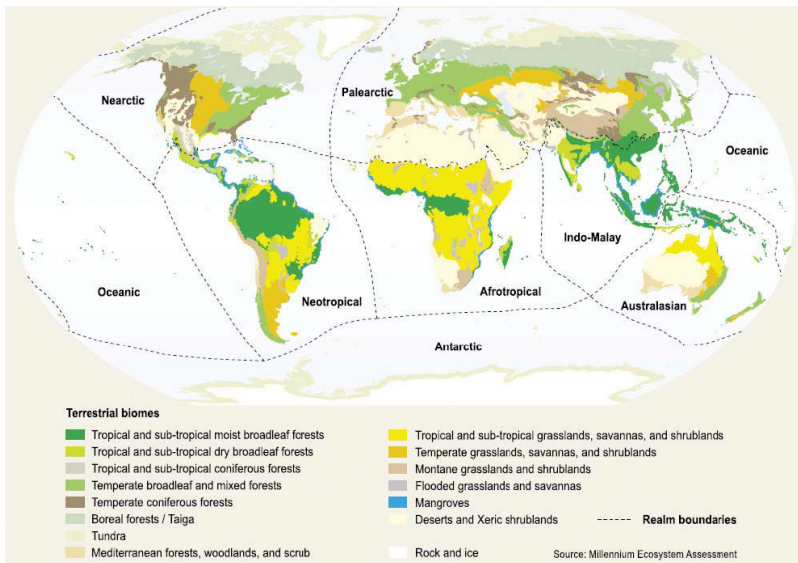 Nearctic
Palearctic
Oceanic
Indo-Malay
Oceanic
Neotropical
Afrotropical
Australasian
Antarctic
Terrestrial biomes
Tropical and sub-tropical moist broadleaf forests
Tropical and sub-tropical dry broadleaf forests
Tropical and sub-tropical coniferous forests
Temperate broadleaf and mixed forests
Temperate coniferous forests
Boreal forests / Taiga
Tundra
Mediterranean forests, woodlands, and scrub
Tropical and sub-tropical grasslands, savannas, and shrublands
Temperate grasslands, savannas, and shrublands
Montane grasslands and shrublands
Flooded grasslands and savannas
Mangroves
Deserts and Xeric shrublands
Realm boundaries
Rock and ice
Source: Millennium Ecosystem Assessment